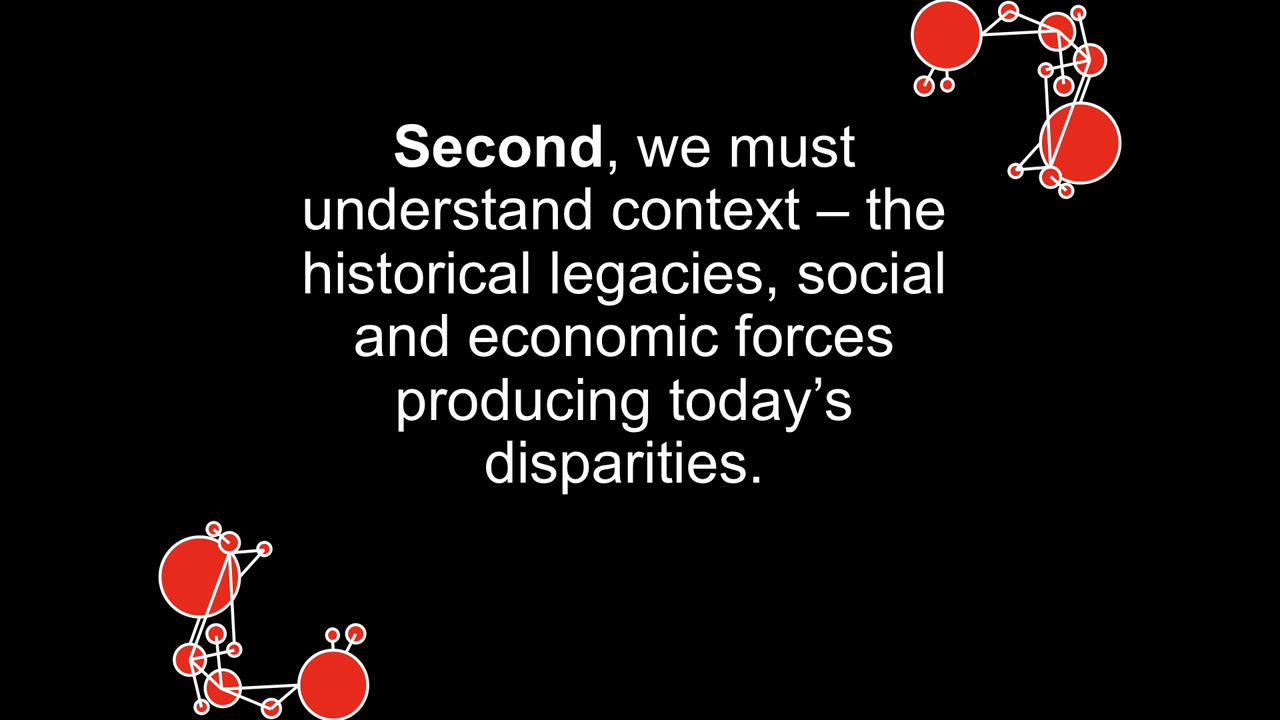 Second, we must
understand context – the
historical legacies, social
and economic forces
producing today’s
disparities.